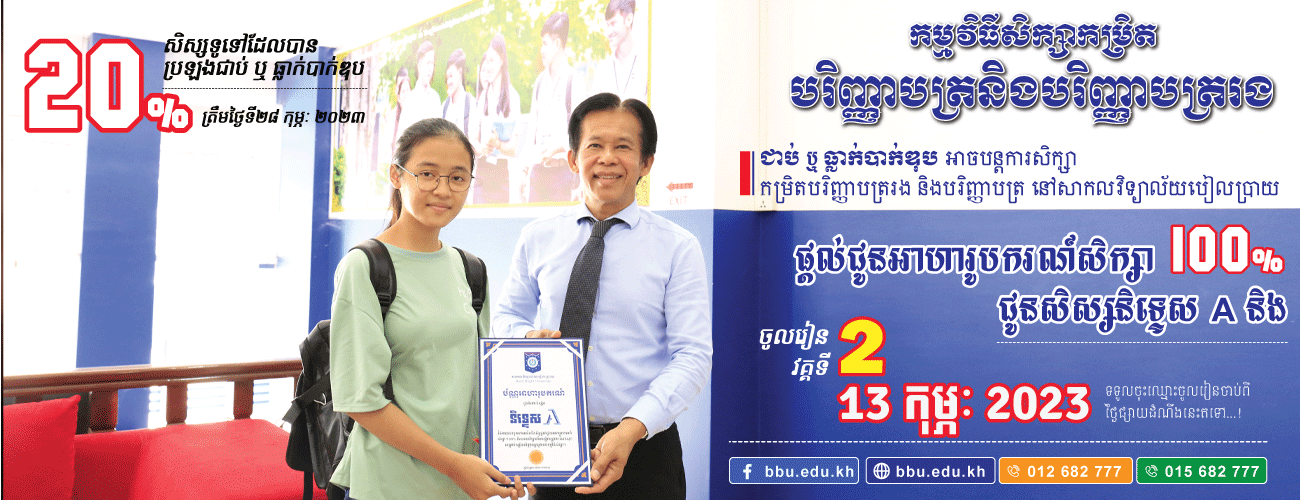 20%
សិស្សទូទៅដែលបាន
ប្រឡងជាប់ ឬ ធ្លាក់បាក់ឌុប
ត្រឹមថ្ងៃទី២៨ កុម្ភៈ ២០២៣
កម្មវិធីសិក្សាកម្រិត
បរិញ្ញាបត្រនិងបរិញ្ញាបត្ររង
ជាប់ ឬ ធ្លាក់បាក់ឌុប អាចបន្តការសិក្សា
កម្រិតបរិញ្ញាបត្ររង និងបរិញ្ញាបត្រ នៅសាកលវិទ្យាល័យបៀលប្រាយ
ផ្តល់ជូនអាហារូបករណ៍សិក្សា 100%
ជូនសិស្សនិទ្ទេស A និង
ចូលរៀន
វគ្គទី 2
13 កុម្ភៈ 2023
ទទួលចុះឈ្មោះចូលរៀនចាប់ពី
ថ្ងៃផ្សាយដំណឹងនេះតទៅ...!
bbu.edu.kh
bbu.edu.kh
012 682 777
015 682 777
EXIT
និទ្ទេស A